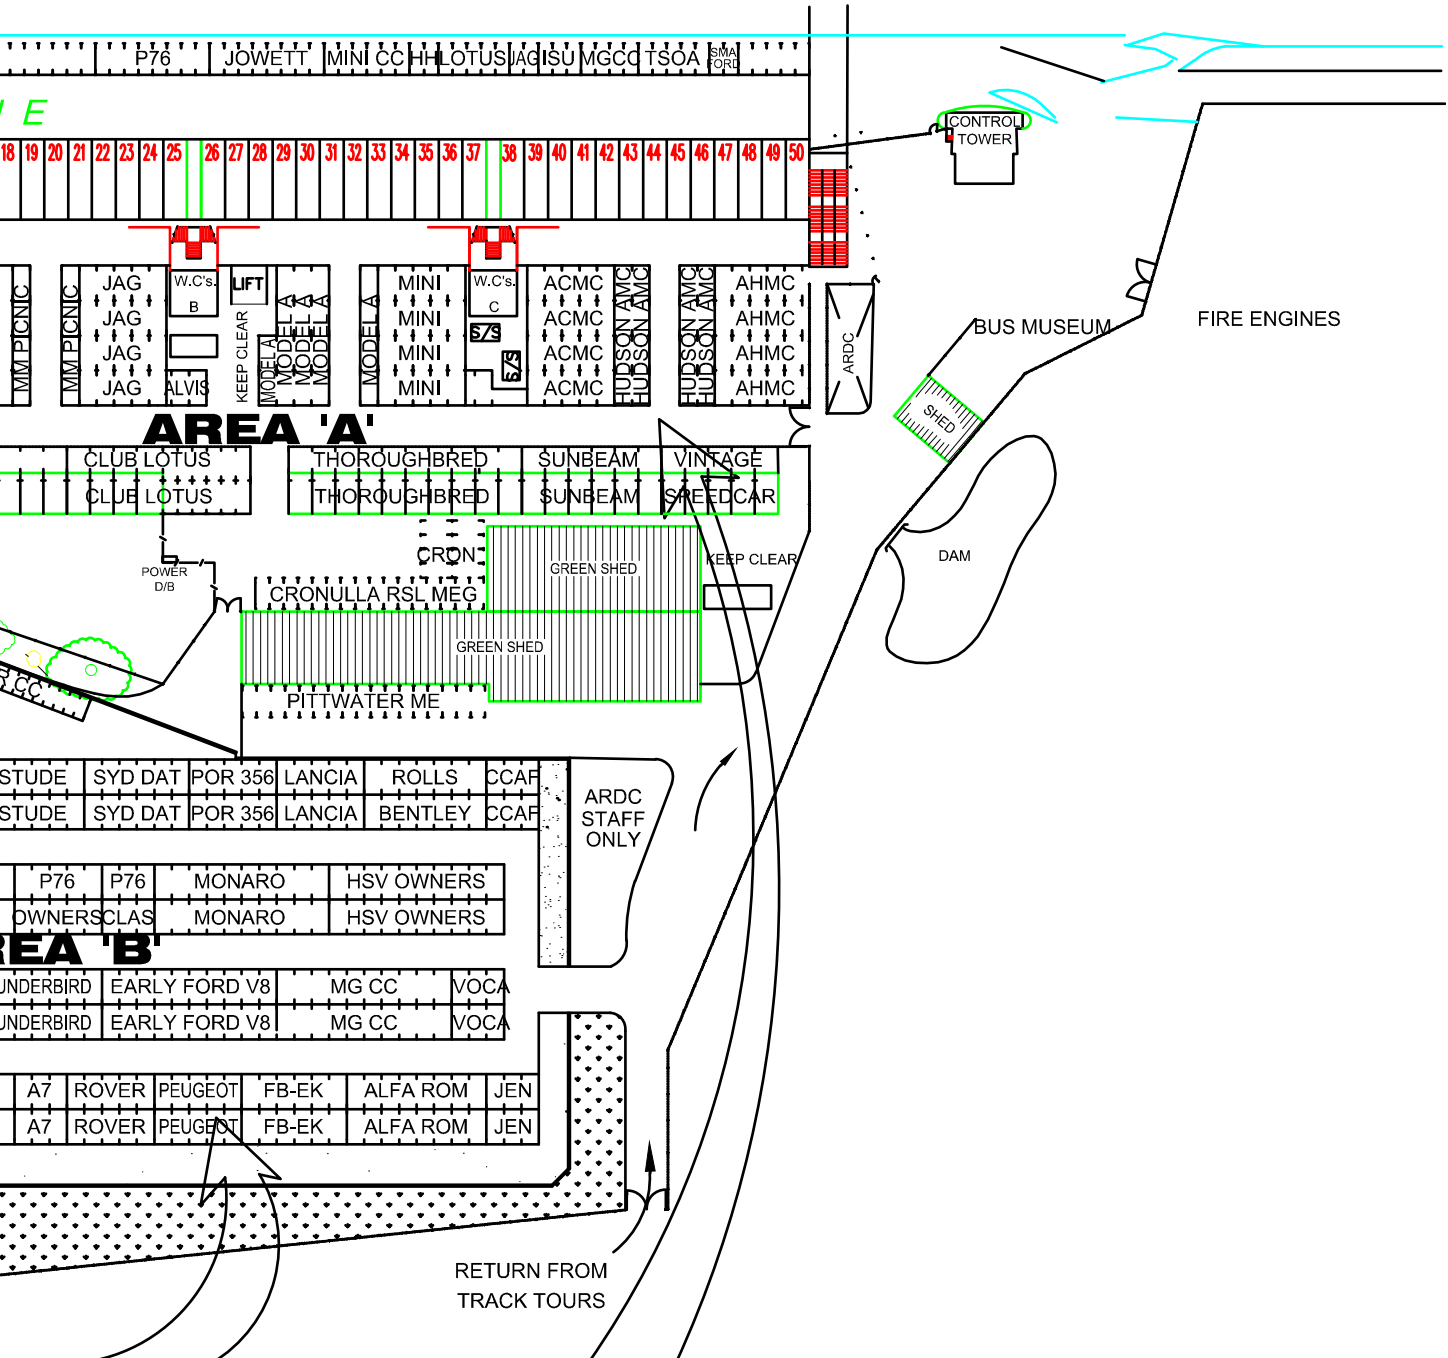 P76 JOWETT MINI CC HH LOTUS JAG ISU MGCC TSOA SMA FORD
E
18 19 20 21 22 23 24 25 26 27 28 29 30 31 32 33 34 35 36 37 38 39 40 41 42 43 44 45 46 47 48 49 50
CONTROL
TOWER
MM PICNIC
MM PICNIC
JAG
JAG
JAG
JAG
W.C's.
B
ALVIS
LIFT
KEEP CLEAR
MODEL A
MODEL A
MODEL A
MODEL A
MODEL A
MINI
MINI
MINI
MINI
W.C's.
C
S/S
S/S
ACMC
ACMC
ACMC
ACMC
HUDSON AMC
HUDSON AMC
HUDSON AMC
HUDSON AMC
AHMC
AHMC
AHMC
AHMC
ARDC
BUS MUSEUM
FIRE ENGINES
SHED
AREA 'A'
CLUB LOTUS THOROUGHBRED SUNBEAM VINTAGE
CLUB LOTUS THOROUGHBRED SUNBEAM SPEEDCAR
POWER
D/B
CRON
GREEN SHED
KEEP CLEAR
DAM
CRONULLA RSL MEG
GREEN SHED
CC
PITTWATER ME
STUDE SYD DAT POR 356 LANCIA ROLLS CCAF
STUDE SYD DAT POR 356 LANCIA BENTLEY CCAF
ARDC
STAFF
ONLY
P76 P76 MONARO HSV OWNERS
OWNERS CLAS MONARO HSV OWNERS
REA 'B'
UNDERBIRD EARLY FORD V8 MG CC VOCA
UNDERBIRD EARLY FORD V8 MG CC VOCA
A7 ROVER PEUGEOT FB-EK ALFA ROM JEN
A7 ROVER PEUGEOT FB-EK ALFA ROM JEN
RETURN FROM
TRACK TOURS